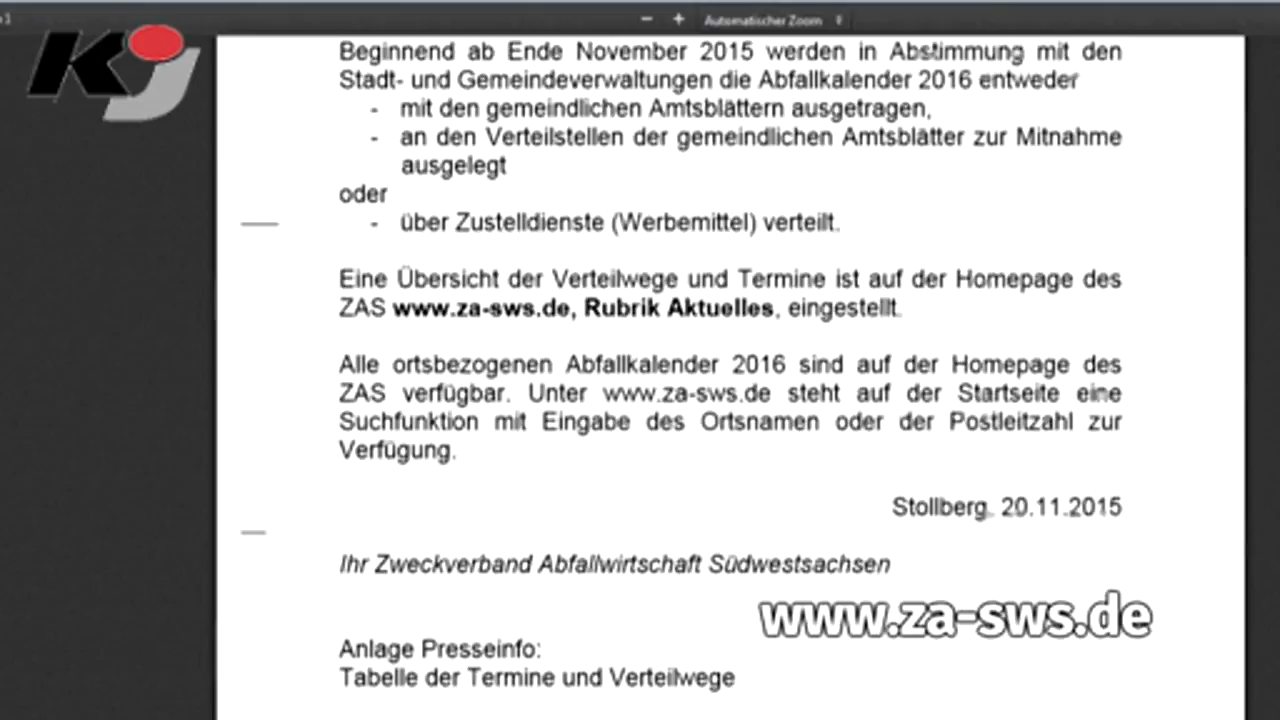 1
− + Automatischer Zoom
KJ
Beginnend ab Ende November 2015 werden in Abstimmung mit den
Stadt- und Gemeindeverwaltungen die Abfallkalender 2016 entweder
- mit den gemeindlichen Amtsblättern ausgetragen,
- an den Verteilstellen der gemeindlichen Amtsblätter zur Mitnahme
ausgelegt
oder
- über Zustelldienste (Werbemittel) verteilt.
Eine Übersicht der Verteilwege und Termine ist auf der Homepage des
ZAS www.za-sws.de, Rubrik Aktuelles, eingestellt.
Alle ortsbezogenen Abfallkalender 2016 sind auf der Homepage des
ZAS verfügbar. Unter www.za-sws.de steht auf der Startseite eine
Suchfunktion mit Eingabe des Ortsnamen oder der Postleitzahl zur
Verfügung.
Stollberg, 20.11.2015
Ihr Zweckverband Abfallwirtschaft Südwestsachsen
www.za-sws.de
Anlage Presseinfo:
Tabelle der Termine und Verteilwege